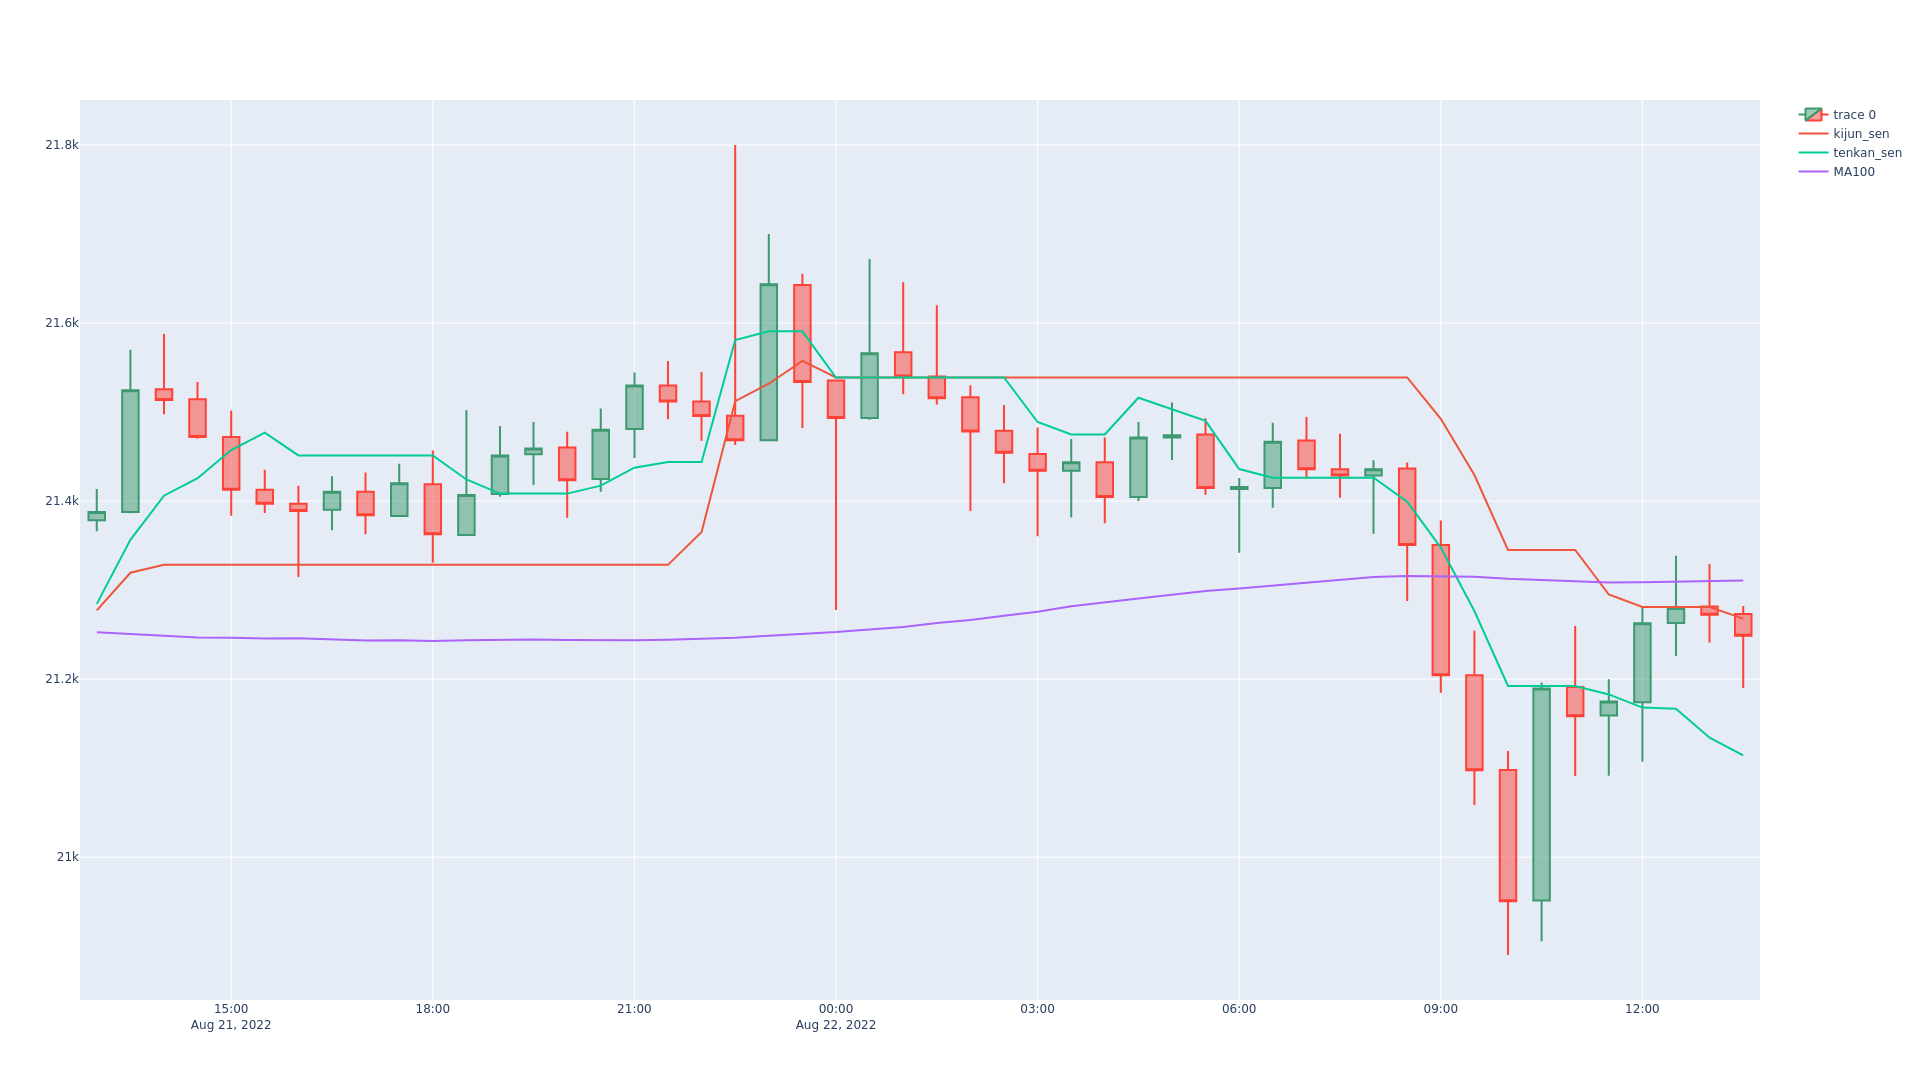 21.8k
21.6k
21.4k
21.2k
21k
15:00
Aug 21, 2022
18:00
21:00
00:00
Aug 22, 2022
03:00
06:00
09:00
12:00
trace 0
kijun_sen
tenkan_sen
MA100